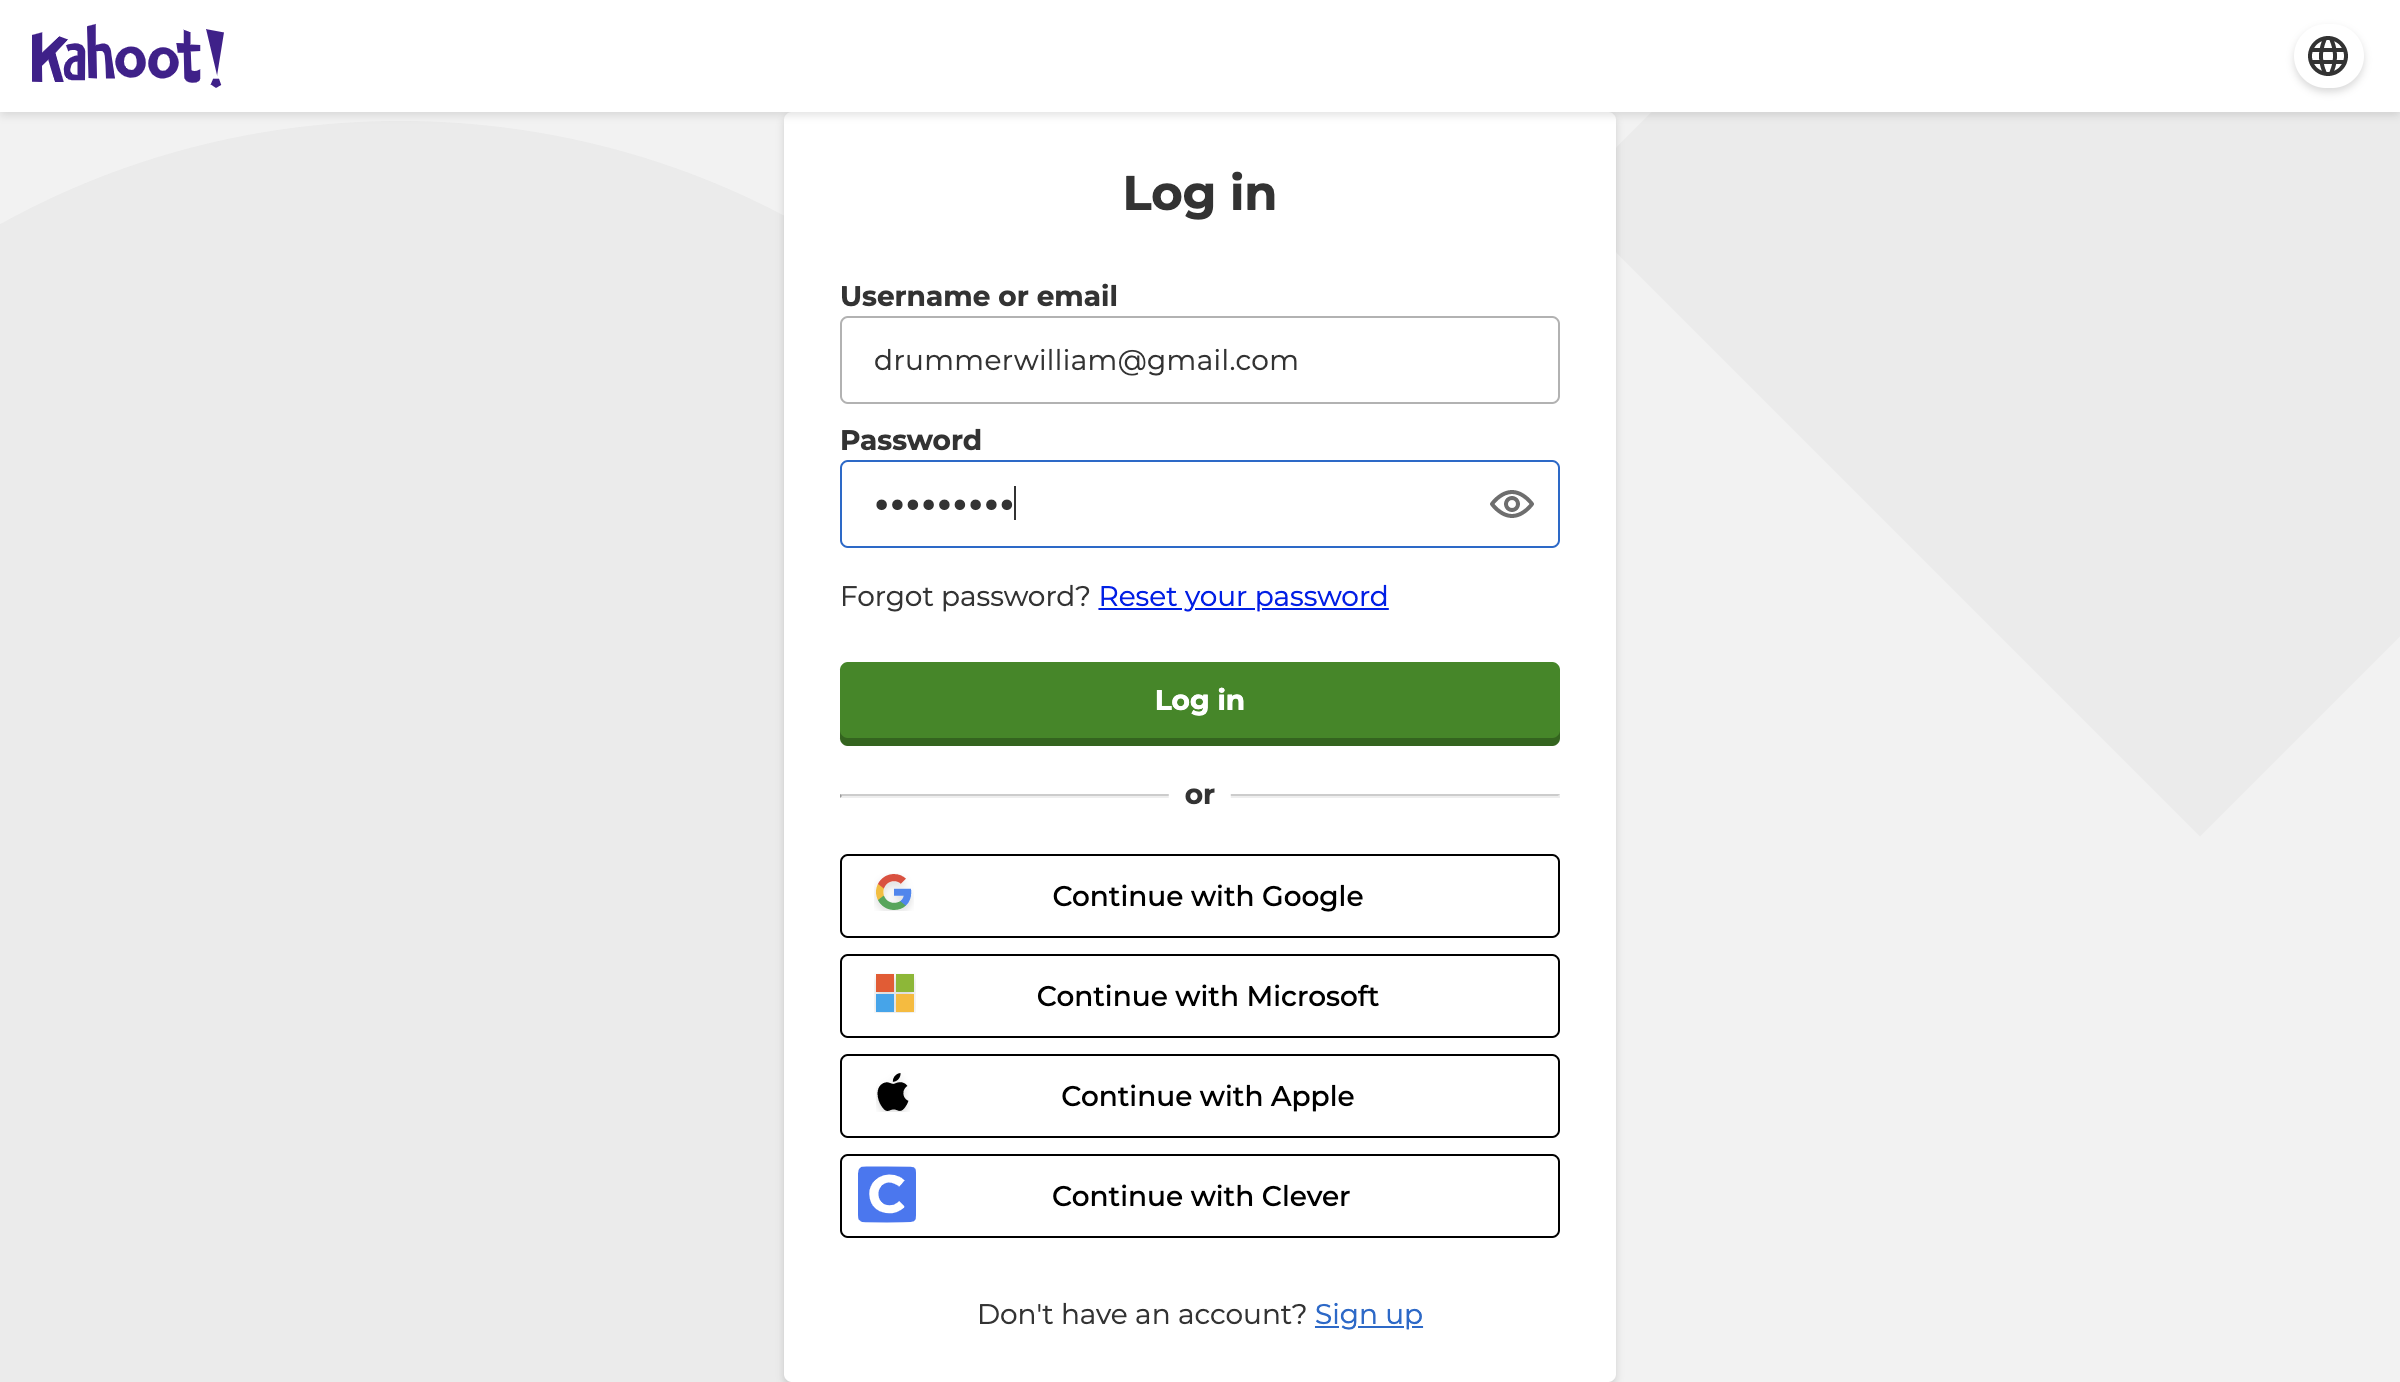 Kahoot!
Log in
Username or email
drummerwilliam@gmail.com
Password
•••••••••
Forgot password? Reset your password
Log in
or
Continue with Google
Continue with Microsoft
Continue with Apple
Continue with Clever
Don't have an account? Sign up